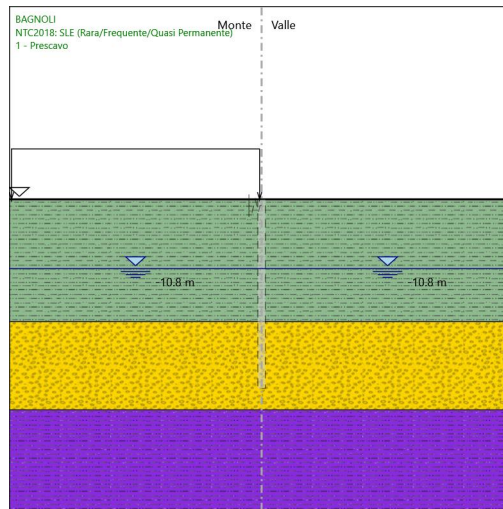 BAGNOLI
NTC2018: SLE (Rara/Frequente/Quasi Permanente)
1 - Prescavo
Monte Valle
-10.8 m -10.8 m